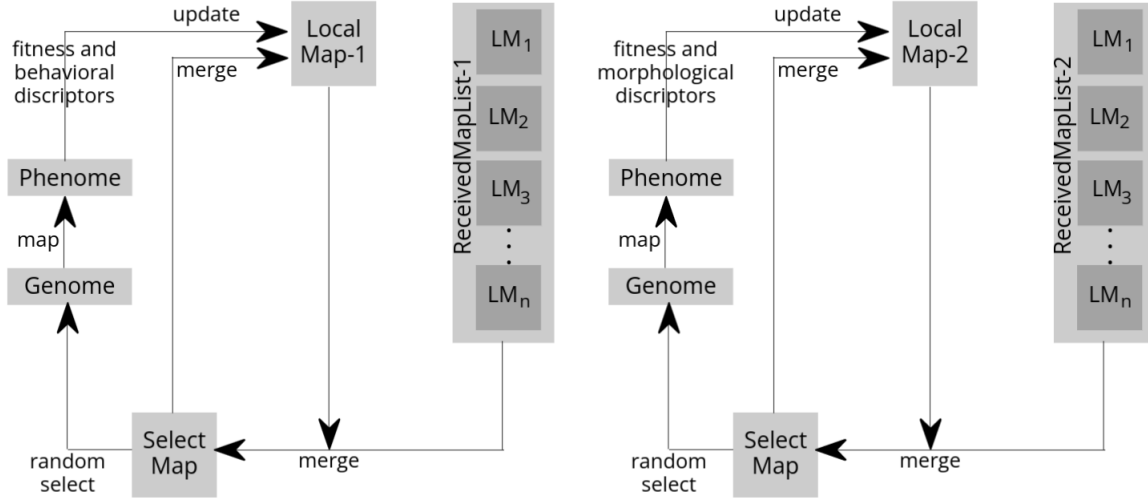 update
Local
Map-1
fitness and
behavioral
discriptors
merge
Phenome
map
Genome
random
select
Select
Map
merge
ReceivedMapList-1
LM1
LM2
LM3
LMn
update
Local
Map-2
fitness and
morphological
discriptors
merge
Phenome
map
Genome
random
select
Select
Map
merge
ReceivedMapList-2
LM1
LM2
LM3
LMn